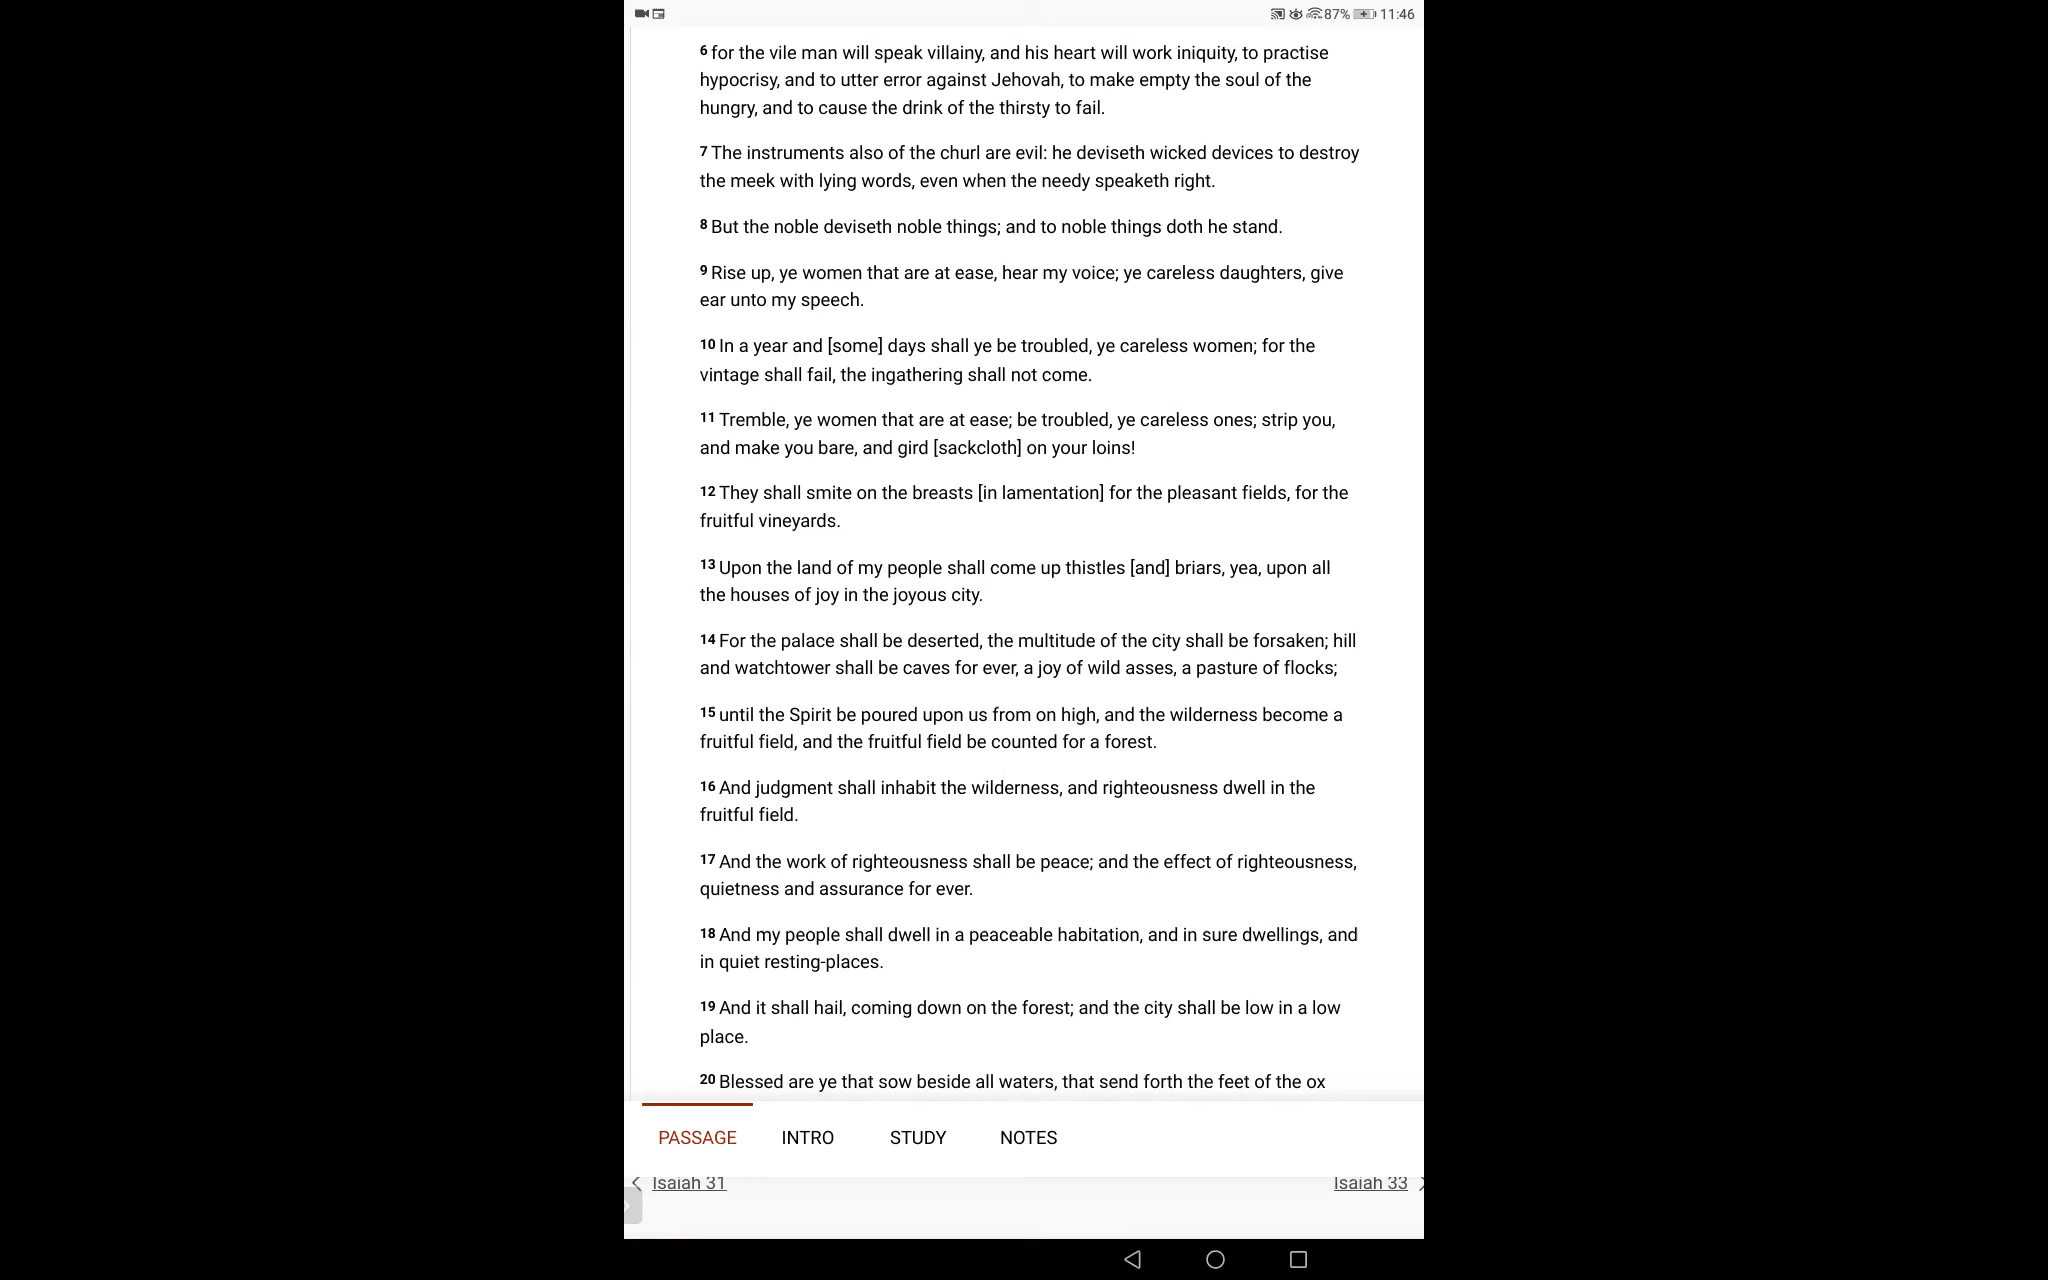 87% 11:46
6 for the vile man will speak villainy, and his heart will work iniquity, to practise
hypocrisy, and to utter error against Jehovah, to make empty the soul of the
hungry, and to cause the drink of the thirsty to fail.
7 The instruments also of the churl are evil: he deviseth wicked devices to destroy
the meek with lying words, even when the needy speaketh right.
8 But the noble deviseth noble things; and to noble things doth he stand.
9 Rise up, ye women that are at ease, hear my voice; ye careless daughters, give
ear unto my speech.
10 In a year and [some] days shall ye be troubled, ye careless women; for the
vintage shall fail, the ingathering shall not come.
11 Tremble, ye women that are at ease; be troubled, ye careless ones; strip you,
and make you bare, and gird [sackcloth] on your loins!
12 They shall smite on the breasts [in lamentation] for the pleasant fields, for the
fruitful vineyards.
13 Upon the land of my people shall come up thistles [and] briars, yea, upon all
the houses of joy in the joyous city.
14 For the palace shall be deserted, the multitude of the city shall be forsaken; hill
and watchtower shall be caves for ever, a joy of wild asses, a pasture of flocks;
15 until the Spirit be poured upon us from on high, and the wilderness become a
fruitful field, and the fruitful field be counted for a forest.
16 And judgment shall inhabit the wilderness, and righteousness dwell in the
fruitful field.
17 And the work of righteousness shall be peace; and the effect of righteousness,
quietness and assurance for ever.
18 And my people shall dwell in a peaceable habitation, and in sure dwellings, and
in quiet resting-places.
19 And it shall hail, coming down on the forest; and the city shall be low in a low
place.
20 Blessed are ye that sow beside all waters, that send forth the feet of the ox
PASSAGE INTRO STUDY NOTES
Isaiah 31 Isaiah 33